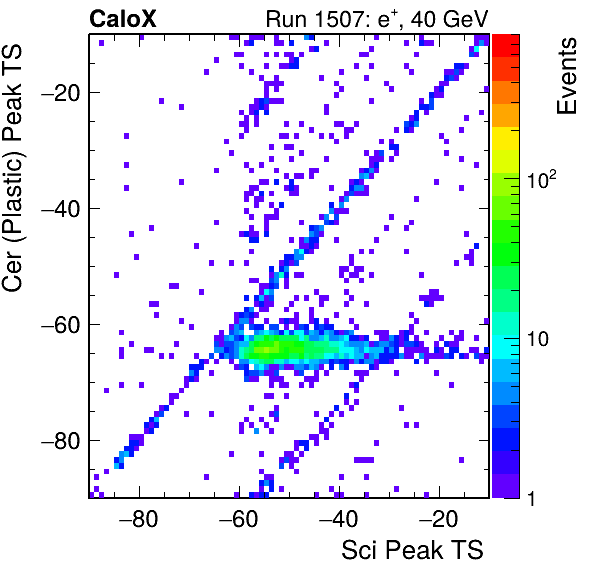 CaloX Run 1507: e⁺, 40 GeV
Cer (Plastic) Peak TS
Events
−20
−40
−60
−80
10²
10
1
−80 −60 −40 −20
Sci Peak TS